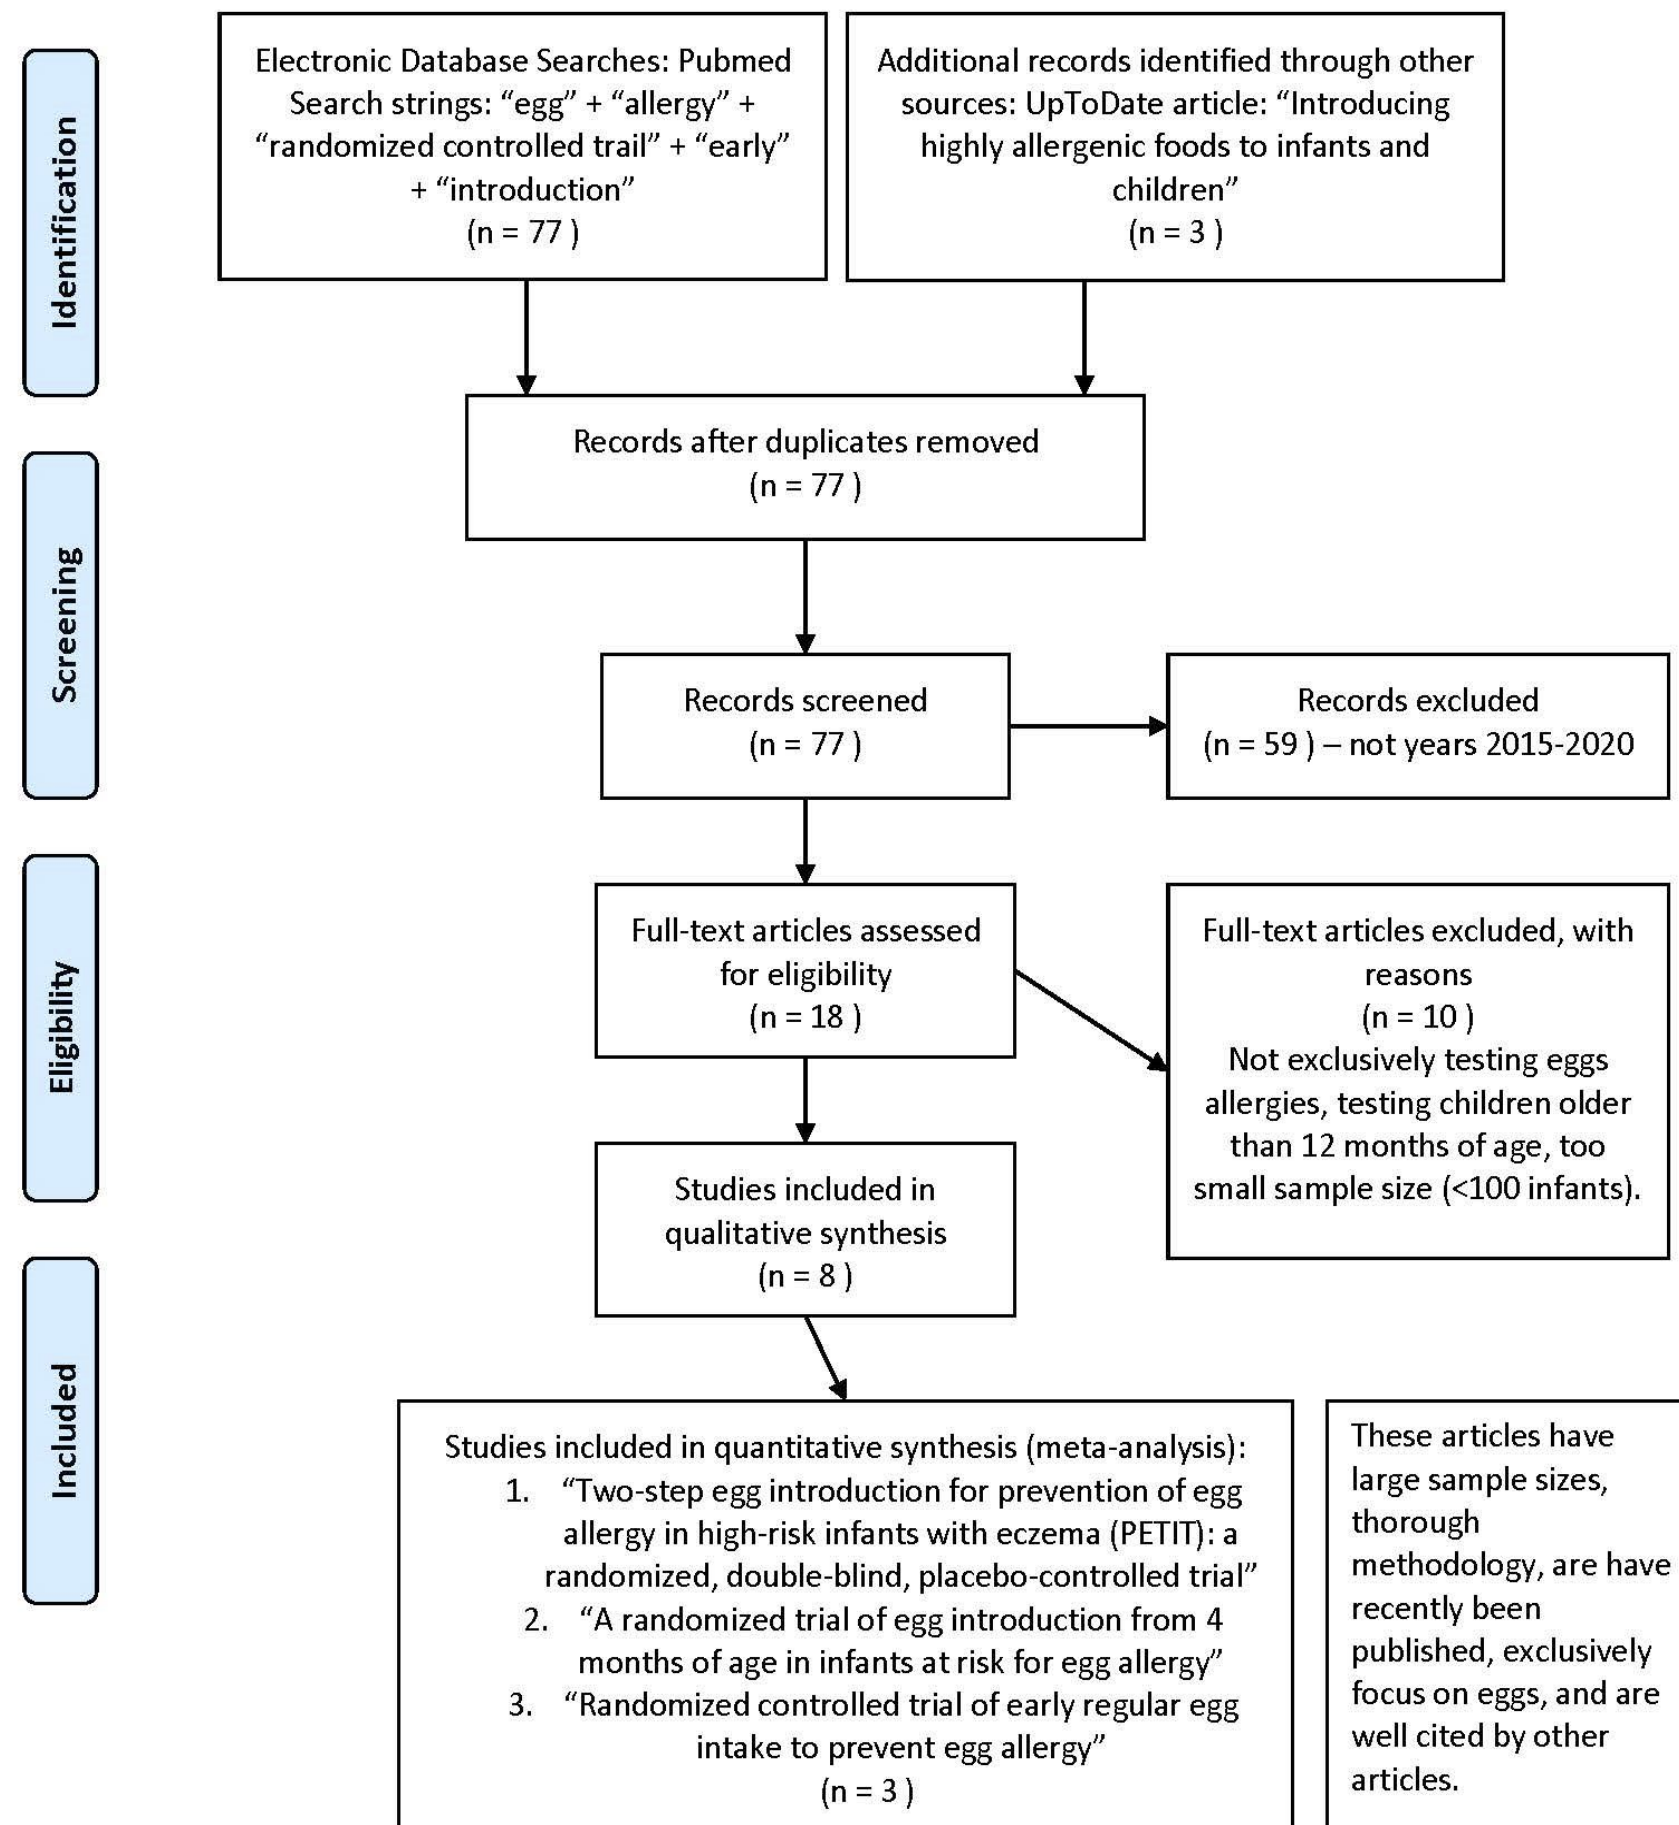 Identification
Electronic Database Searches: Pubmed
Search strings: “egg” + “allergy” +
“randomized controlled trail” + “early”
+ “introduction”
(n = 77 )
Additional records identified through other
sources: UpToDate article: “Introducing
highly allergenic foods to infants and
children”
(n = 3 )
Records after duplicates removed
(n = 77 )
Screening
Records screened
(n = 77 )
Records excluded
(n = 59 ) – not years 2015-2020
Eligibility
Full-text articles assessed
for eligibility
(n = 18 )
Full-text articles excluded, with
reasons
(n = 10 )
Not exclusively testing eggs
allergies, testing children older
than 12 months of age, too
small sample size (<100 infants).
Studies included in
qualitative synthesis
(n = 8 )
Included
Studies included in quantitative synthesis (meta-analysis):
1. “Two-step egg introduction for prevention of egg
allergy in high-risk infants with eczema (PETIT): a
randomized, double-blind, placebo-controlled trial”
2. “A randomized trial of egg introduction from 4
months of age in infants at risk for egg allergy”
3. “Randomized controlled trial of early regular egg
intake to prevent egg allergy”
(n = 3 )
These articles have
large sample sizes,
thorough
methodology, are have
recently been
published, exclusively
focus on eggs, and are
well cited by other
articles.